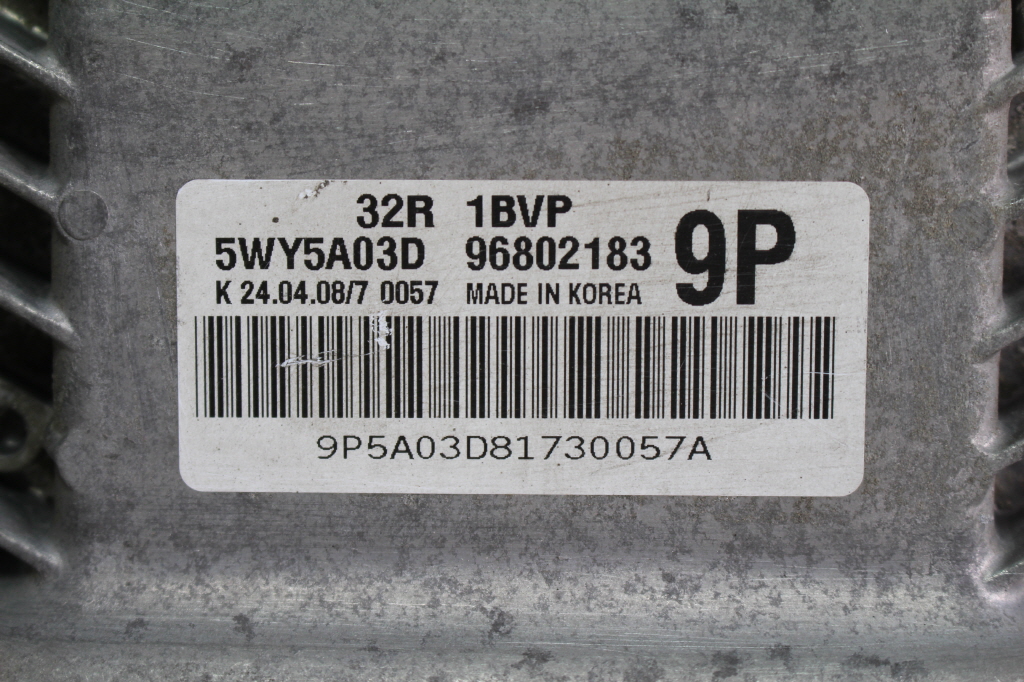 32R 1BVP
5WY5A03D 96802183 9P
K 24.04.08/7 0057 MADE IN KOREA
9P5A03D81730057A